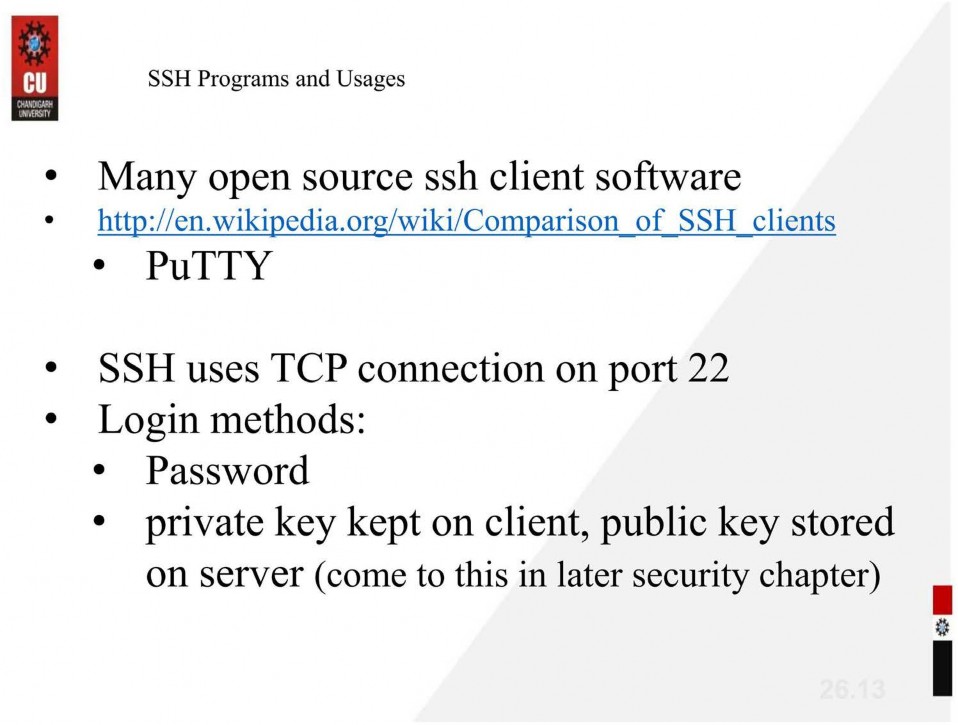 CU
CHANDIGARH
UNIVERSITY
SSH Programs and Usages
• Many open source ssh client software
• http://en.wikipedia.org/wiki/Comparison_of_SSH_clients
• PuTTY
• SSH uses TCP connection on port 22
• Login methods:
• Password
• private key kept on client, public key stored
on server (come to this in later security chapter)
26.13